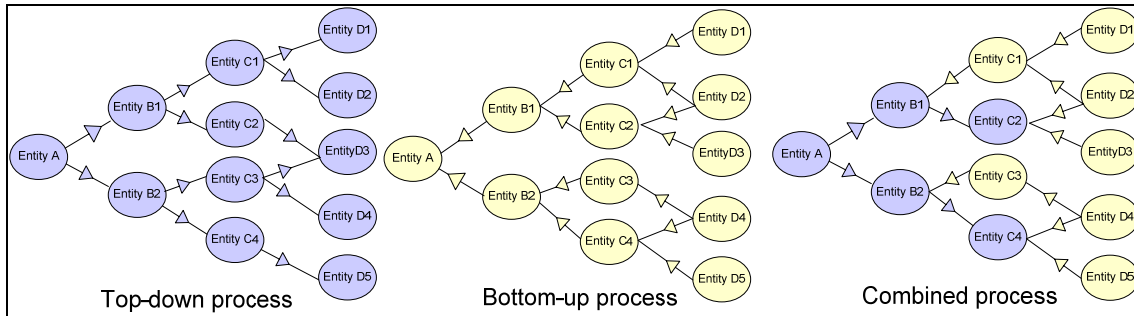 Entity A
Entity B1
Entity B2
Entity C1
Entity C2
Entity C3
Entity C4
Entity D1
Entity D2
EntityD3
Entity D4
Entity D5
Top-down process
Entity A
Entity B1
Entity B2
Entity C1
Entity C2
Entity C3
Entity C4
Entity D1
Entity D2
EntityD3
Entity D4
Entity D5
Bottom-up process
Entity A
Entity B1
Entity B2
Entity C1
Entity C2
Entity C3
Entity C4
Entity D1
Entity D2
EntityD3
Entity D4
Entity D5
Combined process